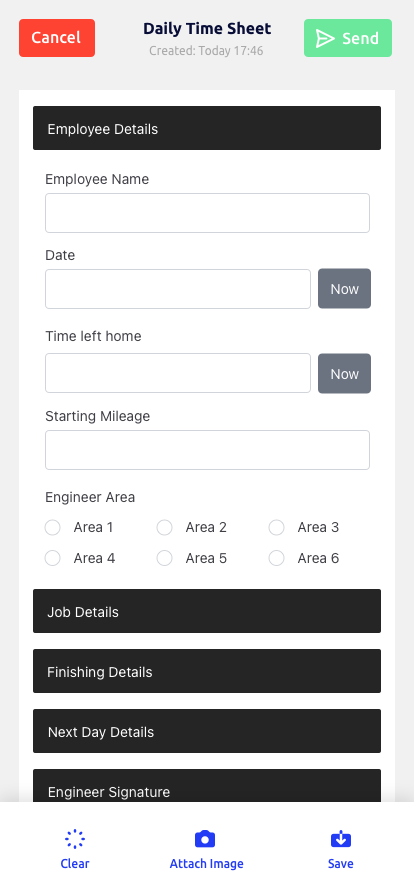 Cancel
Daily Time Sheet
Created: Today 17:46
Send
Employee Details
Employee Name
Date
Now
Time left home
Now
Starting Mileage
Engineer Area
Area 1 Area 2 Area 3
Area 4 Area 5 Area 6
Job Details
Finishing Details
Next Day Details
Engineer Signature
Clear Attach Image Save